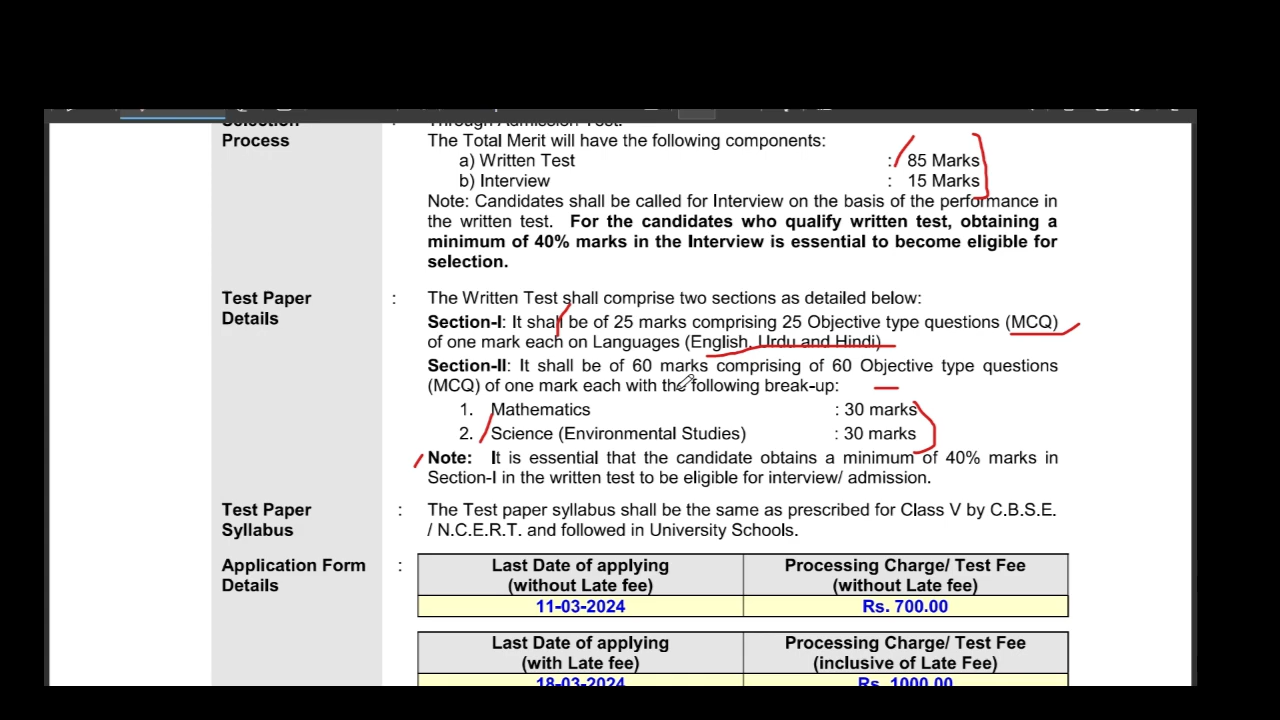 Selection : Through Admission Test.
Process The Total Merit will have the following components:
a) Written Test : 85 Marks
b) Interview : 15 Marks
Note: Candidates shall be called for Interview on the basis of the performance in
the written test. For the candidates who qualify written test, obtaining a
minimum of 40% marks in the Interview is essential to become eligible for
selection.
Test Paper : The Written Test shall comprise two sections as detailed below:
Details
Section-I: It shall be of 25 marks comprising 25 Objective type questions (MCQ)
of one mark each on Languages (English, Urdu and Hindi)
Section-II: It shall be of 60 marks comprising of 60 Objective type questions
(MCQ) of one mark each with the following break-up:
1. Mathematics : 30 marks
2. Science (Environmental Studies) : 30 marks
Note: It is essential that the candidate obtains a minimum of 40% marks in
Section-I in the written test to be eligible for interview/ admission.
Test Paper : The Test paper syllabus shall be the same as prescribed for Class V by C.B.S.E.
Syllabus / N.C.E.R.T. and followed in University Schools.
Application Form :
Details
Last Date of applying Processing Charge/ Test Fee
(without Late fee) (without Late fee)
11-03-2024 Rs. 700.00
Last Date of applying Processing Charge/ Test Fee
(with Late fee) (inclusive of Late Fee)
18-03-2024 Rs. 1000.00